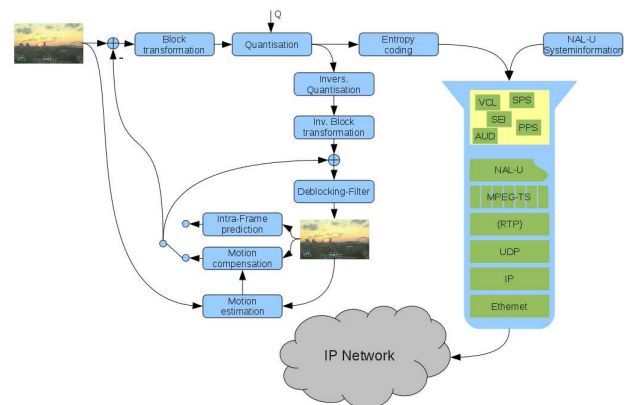 Q
Block
transformation
Quantisation
Entropy
coding
NAL-U
Systeminformation
-
Invers.
Quantisation
Inv. Block
transformation
Deblocking-Filter
Intra-Frame
prediction
Motion
compensation
Motion
estimation
VCL
SPS
SEI
PPS
AUD
NAL-U
MPEG-TS
(RTP)
UDP
IP
Ethernet
IP Network